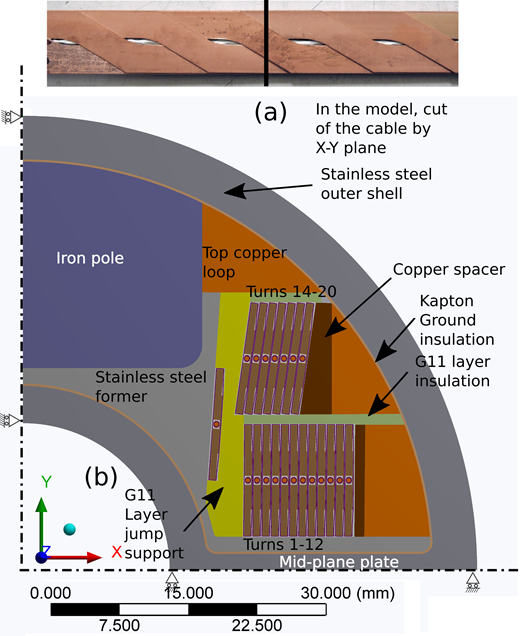 (a)
In the model, cut
of the cable by
X-Y plane
Stainless steel
outer shell
Iron pole
Top copper
loop
Copper spacer
Turns 14-20
Kapton
Ground
insulation
G11 layer
insulation
Stainless steel
former
(b)
G11
Layer
jump
support
Y
Z
X
Turns 1-12
Mid-plane plate
0.000
15.000
30.000 (mm)
7.500
22.500